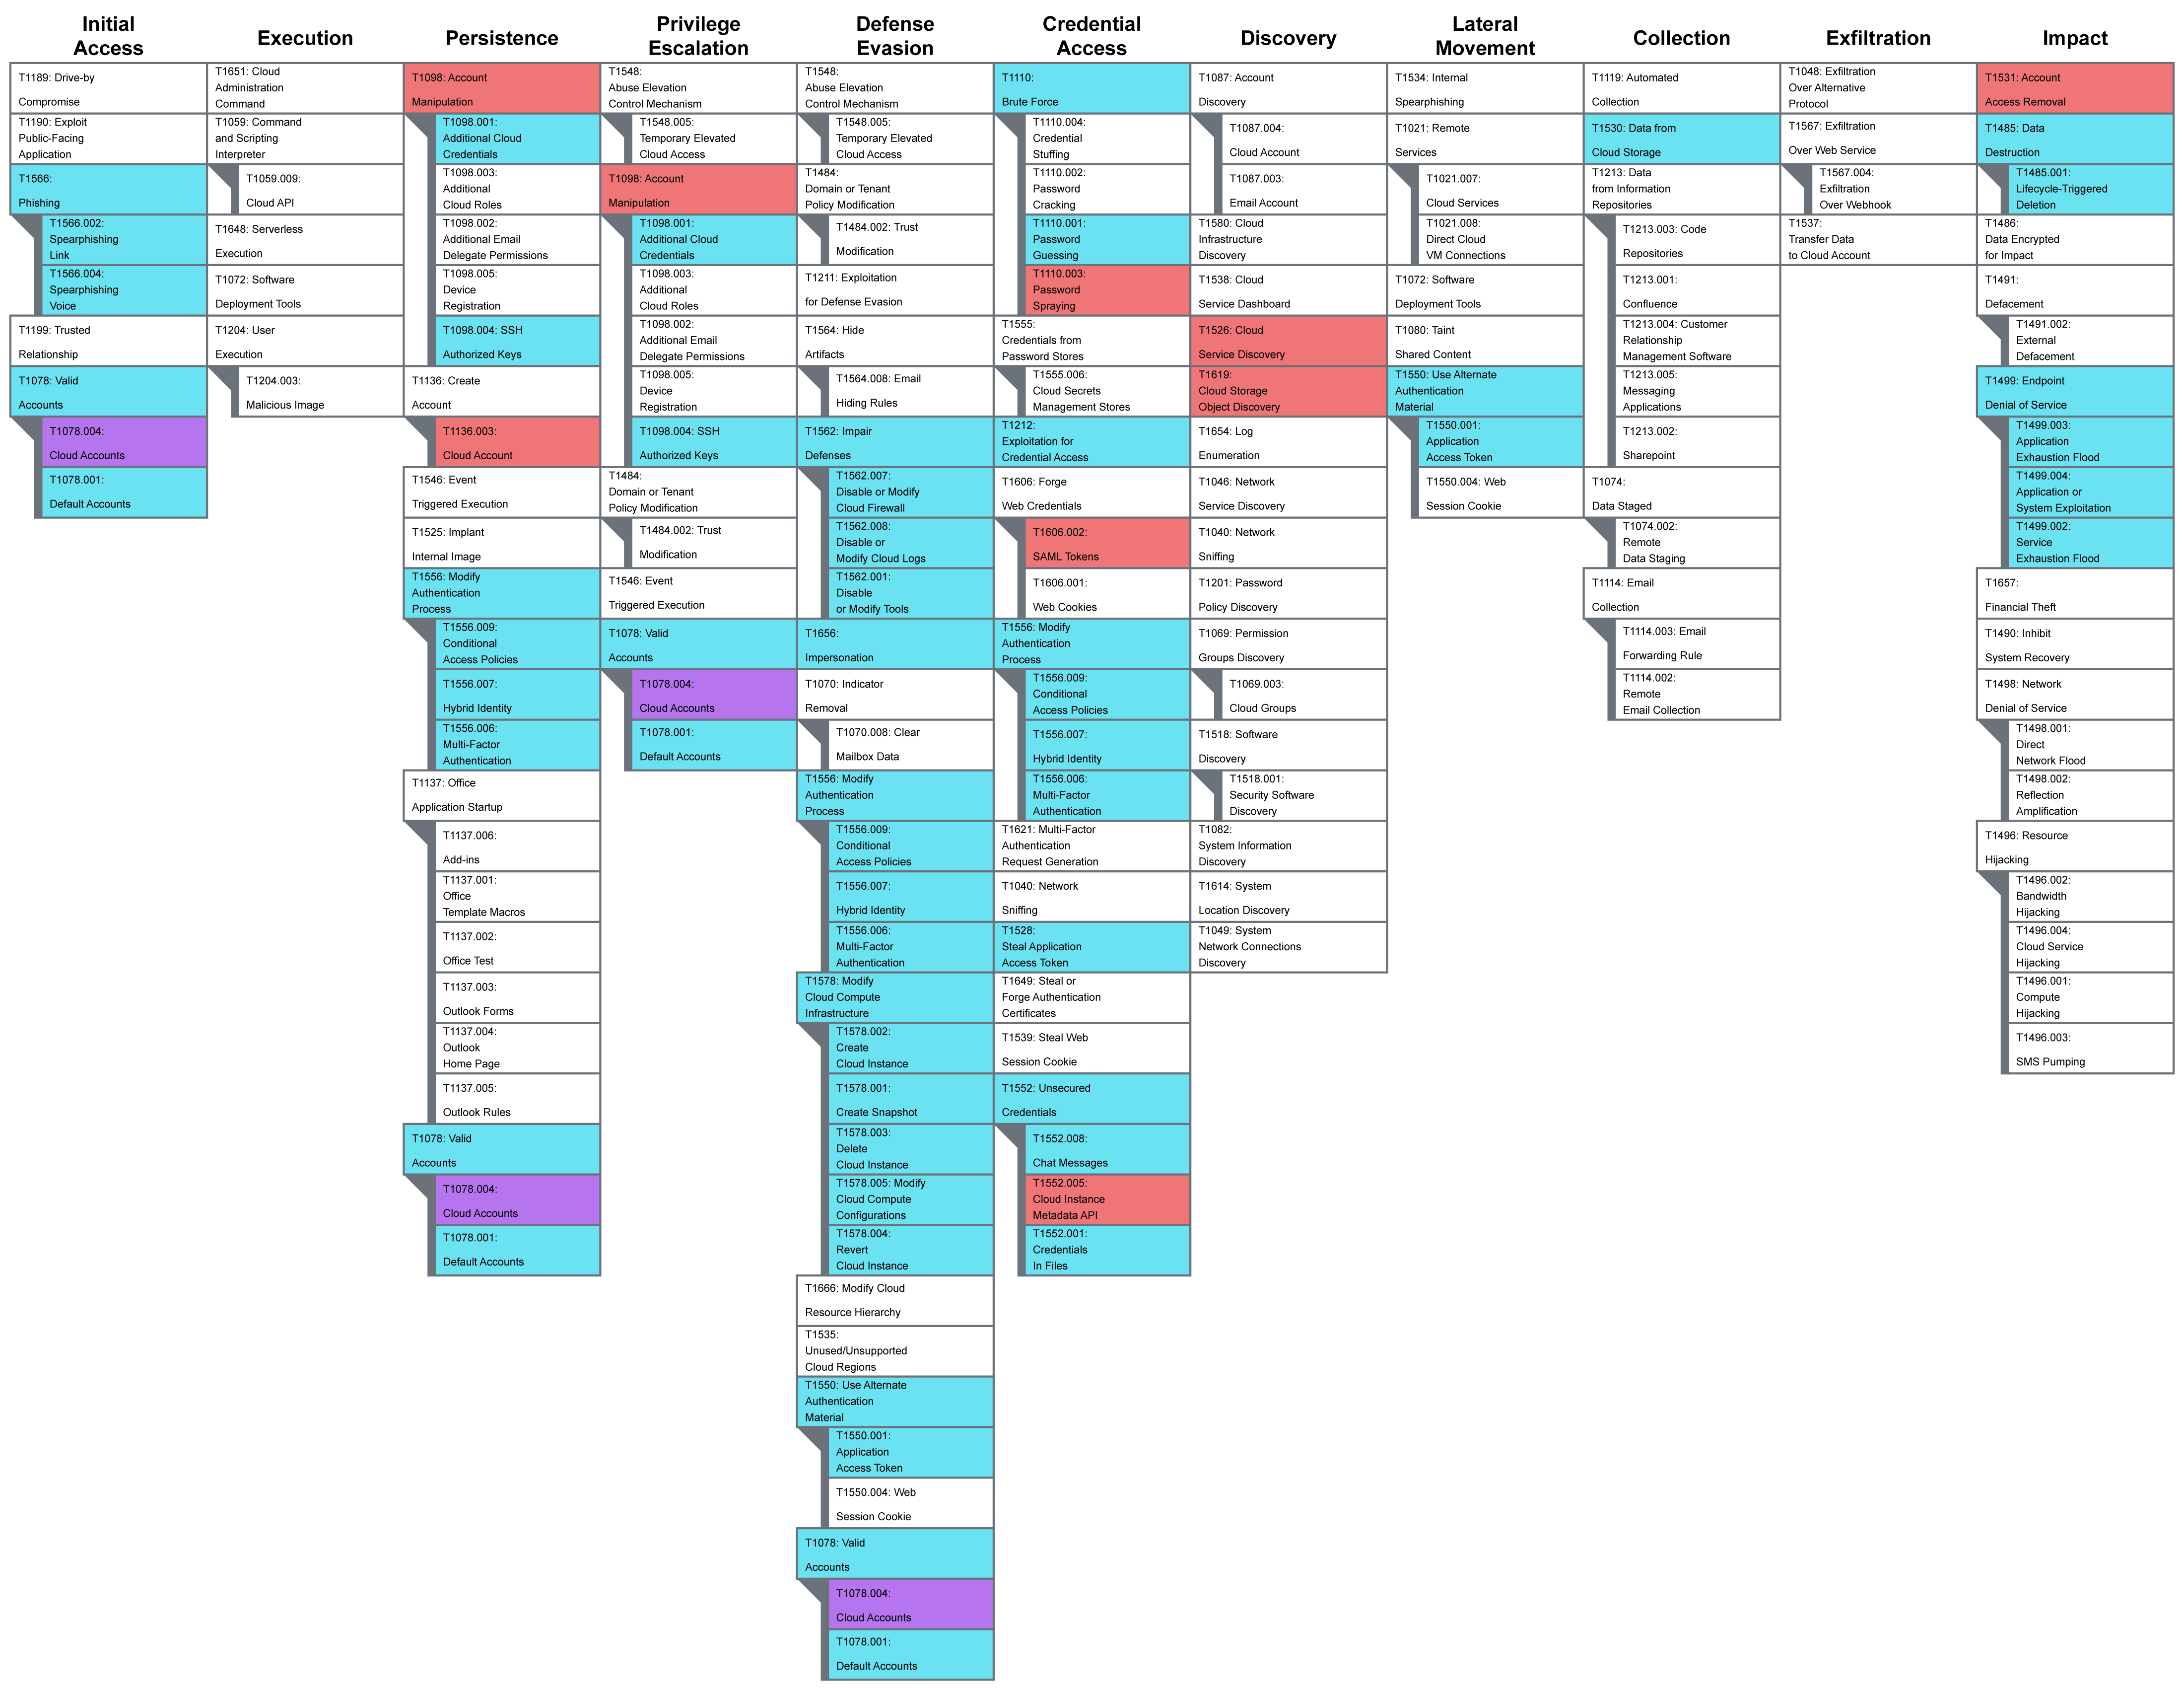 Initial
Access
Execution
Persistence
Privilege
Escalation
Defense
Evasion
Credential
Access
Discovery
Lateral
Movement
Collection
Exfiltration
Impact
T1189: Drive-by
Compromise
T1190: Exploit
Public-Facing
Application
T1566:
Phishing
T1566.002:
Spearphishing
Link
T1566.004:
Spearphishing
Voice
T1199: Trusted
Relationship
T1078: Valid
Accounts
T1078.004:
Cloud Accounts
T1078.001:
Default Accounts
T1651: Cloud
Administration
Command
T1059: Command
and Scripting
Interpreter
T1059.009:
Cloud API
T1648: Serverless
Execution
T1072: Software
Deployment Tools
T1204: User
Execution
T1204.003:
Malicious Image
T1098: Account
Manipulation
T1098.001:
Additional Cloud
Credentials
T1098.003:
Additional
Cloud Roles
T1098.002:
Additional Email
Delegate Permissions
T1098.005:
Device
Registration
T1098.004: SSH
Authorized Keys
T1136: Create
Account
T1136.003:
Cloud Account
T1546: Event
Triggered Execution
T1525: Implant
Internal Image
T1556: Modify
Authentication
Process
T1556.009:
Conditional
Access Policies
T1556.007:
Hybrid Identity
T1556.006:
Multi-Factor
Authentication
T1137: Office
Application Startup
T1137.006:
Add-ins
T1137.001:
Office
Template Macros
T1137.002:
Office Test
T1137.003:
Outlook Forms
T1137.004:
Outlook
Home Page
T1137.005:
Outlook Rules
T1078: Valid
Accounts
T1078.004:
Cloud Accounts
T1078.001:
Default Accounts
T1548:
Abuse Elevation
Control Mechanism
T1548.005:
Temporary Elevated
Cloud Access
T1098: Account
Manipulation
T1098.001:
Additional Cloud
Credentials
T1098.003:
Additional
Cloud Roles
T1098.002:
Additional Email
Delegate Permissions
T1098.005:
Device
Registration
T1098.004: SSH
Authorized Keys
T1484:
Domain or Tenant
Policy Modification
T1484.002: Trust
Modification
T1546: Event
Triggered Execution
T1078: Valid
Accounts
T1078.004:
Cloud Accounts
T1078.001:
Default Accounts
T1548:
Abuse Elevation
Control Mechanism
T1548.005:
Temporary Elevated
Cloud Access
T1484:
Domain or Tenant
Policy Modification
T1484.002: Trust
Modification
T1211: Exploitation
for Defense Evasion
T1564: Hide
Artifacts
T1564.008: Email
Hiding Rules
T1562: Impair
Defenses
T1562.007:
Disable or Modify
Cloud Firewall
T1562.008:
Disable or
Modify Cloud Logs
T1562.001:
Disable
or Modify Tools
T1656:
Impersonation
T1070: Indicator
Removal
T1070.008: Clear
Mailbox Data
T1556: Modify
Authentication
Process
T1556.009:
Conditional
Access Policies
T1556.007:
Hybrid Identity
T1556.006:
Multi-Factor
Authentication
T1578: Modify
Cloud Compute
Infrastructure
T1578.002:
Create
Cloud Instance
T1578.001:
Create Snapshot
T1578.003:
Delete
Cloud Instance
T1578.005: Modify
Cloud Compute
Configurations
T1578.004:
Revert
Cloud Instance
T1666: Modify Cloud
Resource Hierarchy
T1535:
Unused/Unsupported
Cloud Regions
T1550: Use Alternate
Authentication
Material
T1550.001:
Application
Access Token
T1550.004: Web
Session Cookie
T1078: Valid
Accounts
T1078.004:
Cloud Accounts
T1078.001:
Default Accounts
T1110:
Brute Force
T1110.004:
Credential
Stuffing
T1110.002:
Password
Cracking
T1110.001:
Password
Guessing
T1110.003:
Password
Spraying
T1555:
Credentials from
Password Stores
T1555.006:
Cloud Secrets
Management Stores
T1212:
Exploitation for
Credential Access
T1606: Forge
Web Credentials
T1606.002:
SAML Tokens
T1606.001:
Web Cookies
T1556: Modify
Authentication
Process
T1556.009:
Conditional
Access Policies
T1556.007:
Hybrid Identity
T1556.006:
Multi-Factor
Authentication
T1621: Multi-Factor
Authentication
Request Generation
T1040: Network
Sniffing
T1528:
Steal Application
Access Token
T1649: Steal or
Forge Authentication
Certificates
T1539: Steal Web
Session Cookie
T1552: Unsecured
Credentials
T1552.008:
Chat Messages
T1552.005:
Cloud Instance
Metadata API
T1552.001:
Credentials
In Files
T1087: Account
Discovery
T1087.004:
Cloud Account
T1087.003:
Email Account
T1580: Cloud
Infrastructure
Discovery
T1538: Cloud
Service Dashboard
T1526: Cloud
Service Discovery
T1619:
Cloud Storage
Object Discovery
T1654: Log
Enumeration
T1046: Network
Service Discovery
T1040: Network
Sniffing
T1201: Password
Policy Discovery
T1069: Permission
Groups Discovery
T1069.003:
Cloud Groups
T1518: Software
Discovery
T1518.001:
Security Software
Discovery
T1082:
System Information
Discovery
T1614: System
Location Discovery
T1049: System
Network Connections
Discovery
T1534: Internal
Spearphishing
T1021: Remote
Services
T1021.007:
Cloud Services
T1021.008:
Direct Cloud
VM Connections
T1072: Software
Deployment Tools
T1080: Taint
Shared Content
T1550: Use Alternate
Authentication
Material
T1550.001:
Application
Access Token
T1550.004: Web
Session Cookie
T1119: Automated
Collection
T1530: Data from
Cloud Storage
T1213: Data
from Information
Repositories
T1213.003: Code
Repositories
T1213.001:
Confluence
T1213.004: Customer
Relationship
Management Software
T1213.005:
Messaging
Applications
T1213.002:
Sharepoint
T1074:
Data Staged
T1074.002:
Remote
Data Staging
T1114: Email
Collection
T1114.003: Email
Forwarding Rule
T1114.002:
Remote
Email Collection
T1048: Exfiltration
Over Alternative
Protocol
T1567: Exfiltration
Over Web Service
T1567.004:
Exfiltration
Over Webhook
T1537:
Transfer Data
to Cloud Account
T1531: Account
Access Removal
T1485: Data
Destruction
T1485.001:
Lifecycle-Triggered
Deletion
T1486:
Data Encrypted
for Impact
T1491:
Defacement
T1491.002:
External
Defacement
T1499: Endpoint
Denial of Service
T1499.003:
Application
Exhaustion Flood
T1499.004:
Application or
System Exploitation
T1499.002:
Service
Exhaustion Flood
T1657:
Financial Theft
T1490: Inhibit
System Recovery
T1498: Network
Denial of Service
T1498.001:
Direct
Network Flood
T1498.002:
Reflection
Amplification
T1496: Resource
Hijacking
T1496.002:
Bandwidth
Hijacking
T1496.004:
Cloud Service
Hijacking
T1496.001:
Compute
Hijacking
T1496.003:
SMS Pumping